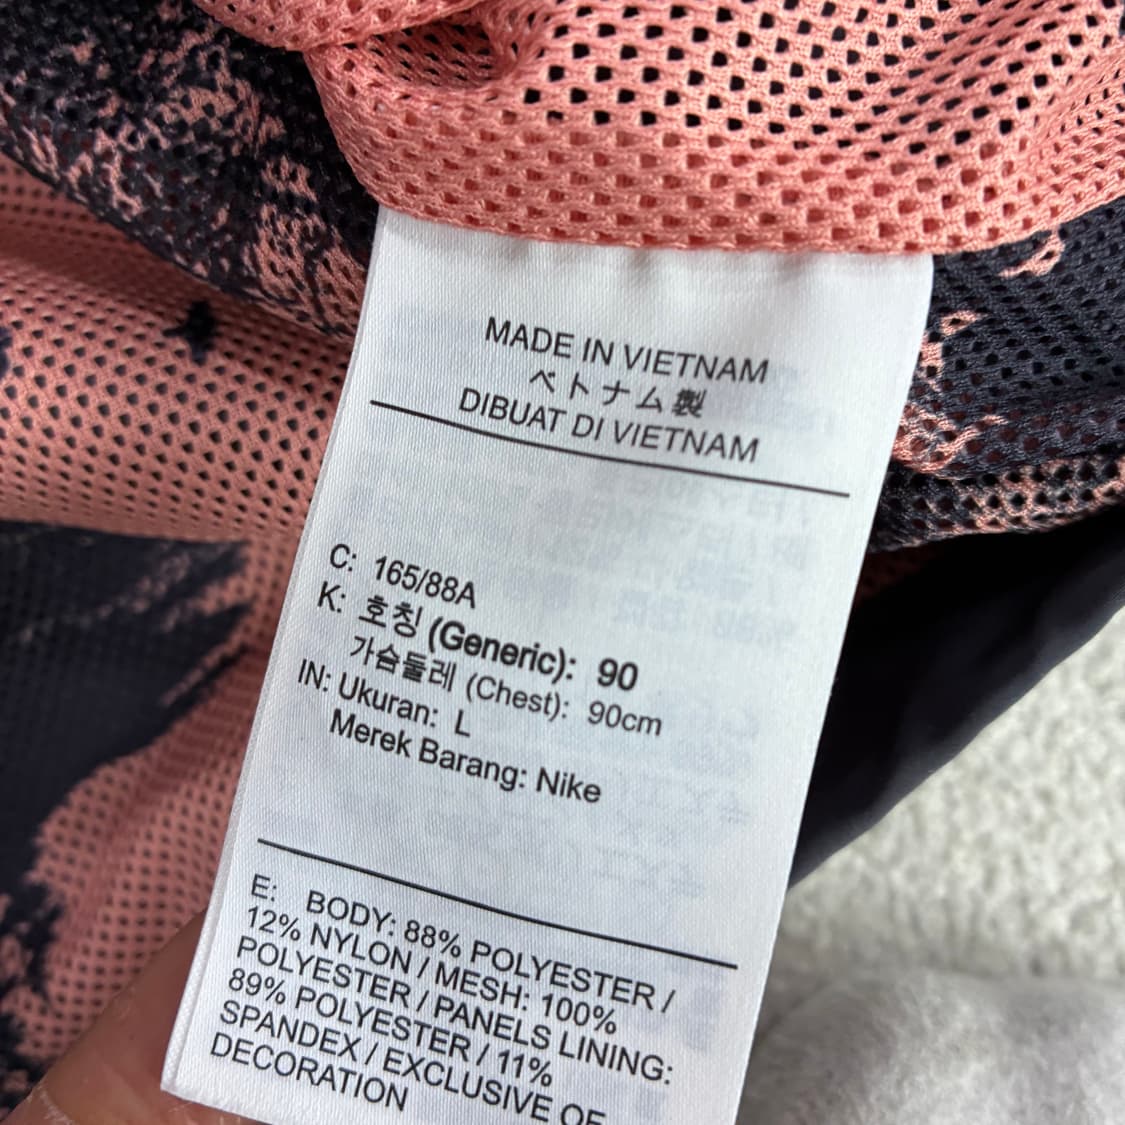 MADE IN VIETNAM
ベトナム製
DIBUAT DI VIETNAM
C: 165/88A
K: 호칭 (Generic): 90
가슴둘레 (Chest): 90cm
IN: Ukuran: L
Merek Barang: Nike
E: BODY: 88% POLYESTER /
12% NYLON / MESH: 100%
POLYESTER / PANELS LINING:
89% POLYESTER / 11%
SPANDEX / EXCLUSIVE OF
DECORATION